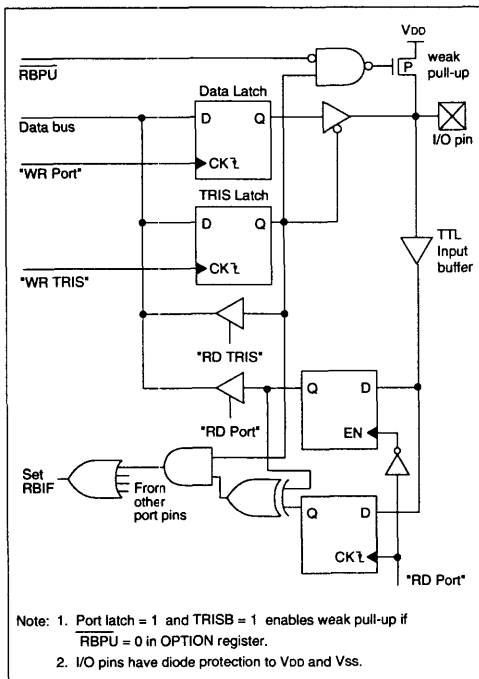 VDD
weak
pull-up
P
RBPU
Data Latch
Data bus
D Q
I/O pin
"WR Port"
CK
TRIS Latch
D Q
TTL
Input
buffer
CK
"WR TRIS"
"RD TRIS"
Q D
"RD Port"
EN
Set
RBIF
From
other
port pins
Q D
CK
"RD Port"
Note: 1. Port latch = 1 and TRISB = 1 enables weak pull-up if
RBPU = 0 in OPTION register.
2. I/O pins have diode protection to VDD and VSS.